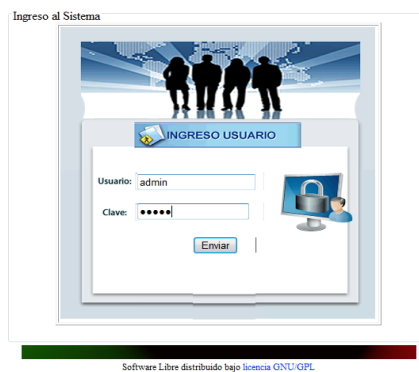 Ingreso al Sistema
INGRESO USUARIO
Usuario: admin
Clave: •••••
Enviar
Software Libre distribuido bajo licencia GNU/GPL